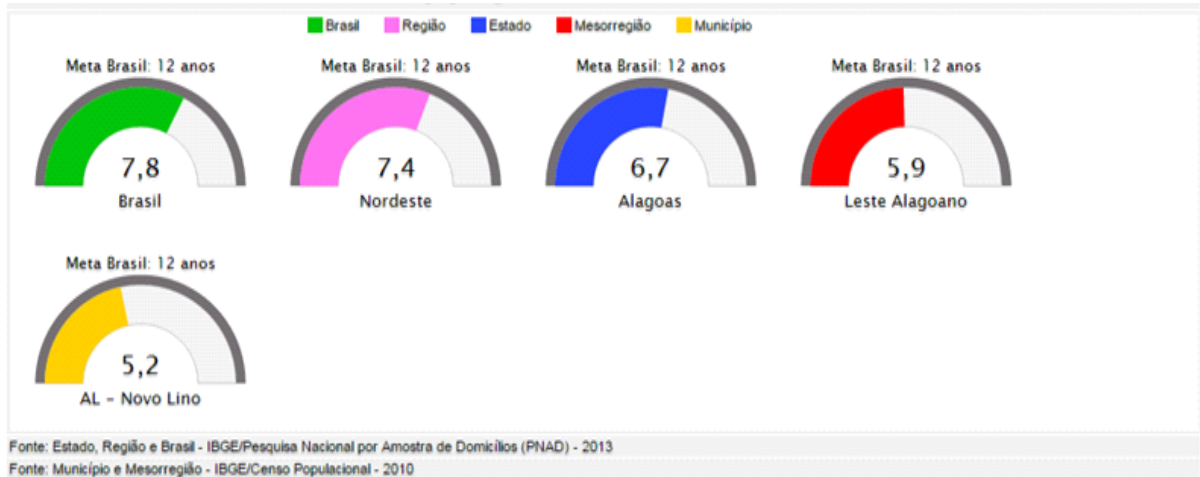 Brasil Região Estado Mesorregião Município
Meta Brasil: 12 anos Meta Brasil: 12 anos Meta Brasil: 12 anos Meta Brasil: 12 anos
7,8 7,4 6,7 5,9
Brasil Nordeste Alagoas Leste Alagoano
Meta Brasil: 12 anos
5,2
AL - Novo Lino
Fonte: Estado, Região e Brasil - IBGE/Pesquisa Nacional por Amostra de Domicílios (PNAD) - 2013
Fonte: Município e Mesorregião - IBGE/Censo Populacional - 2010